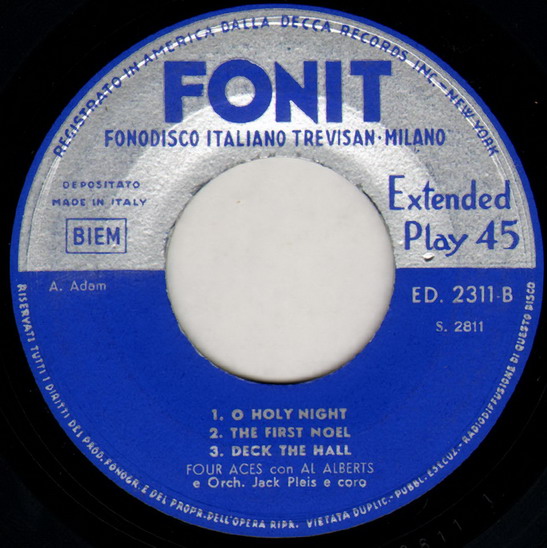 REGISTRATO IN AMERICA DALLA DECCA RECORDS INC.-NEW YORK
FONIT
FONODISCO ITALIANO TREVISAN·MILANO
DEPOSITATO
MADE IN ITALY
BIEM
Extended
Play 45
A. Adam
ED. 2311-B
S. 2811
1. O HOLY NIGHT
2. THE FIRST NOEL
3. DECK THE HALL
FOUR ACES con AL ALBERTS
e Orch. Jack Pleis e coro
RISERVATI TUTTI I DIRITTI DEL PROD. FONOGR. E DEL PROPR. DELL'OPERA RIPR. VIETATA DUPLIC.-PUBBL. ESECUZ.-RADIODIFFUSIONE DI QUESTO DISCO